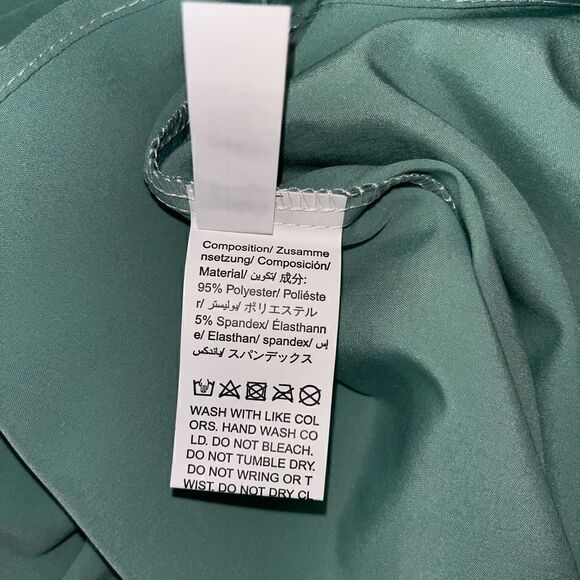 Composition/ Zusamme
nsetzung/ Composición/
Material/ تكوين/ 成分:
95% Polyester/ Poliéste
r/ بوليستر/ ポリエステル
5% Spandex/ Élasthann
e/ Elasthan/ spandex/ إس
باندكس/ スパンデックス
WASH WITH LIKE COL
ORS. HAND WASH CO
LD. DO NOT BLEACH.
DO NOT TUMBLE DRY.
DO NOT WRING OR T
WIST. DO NOT DRY CL